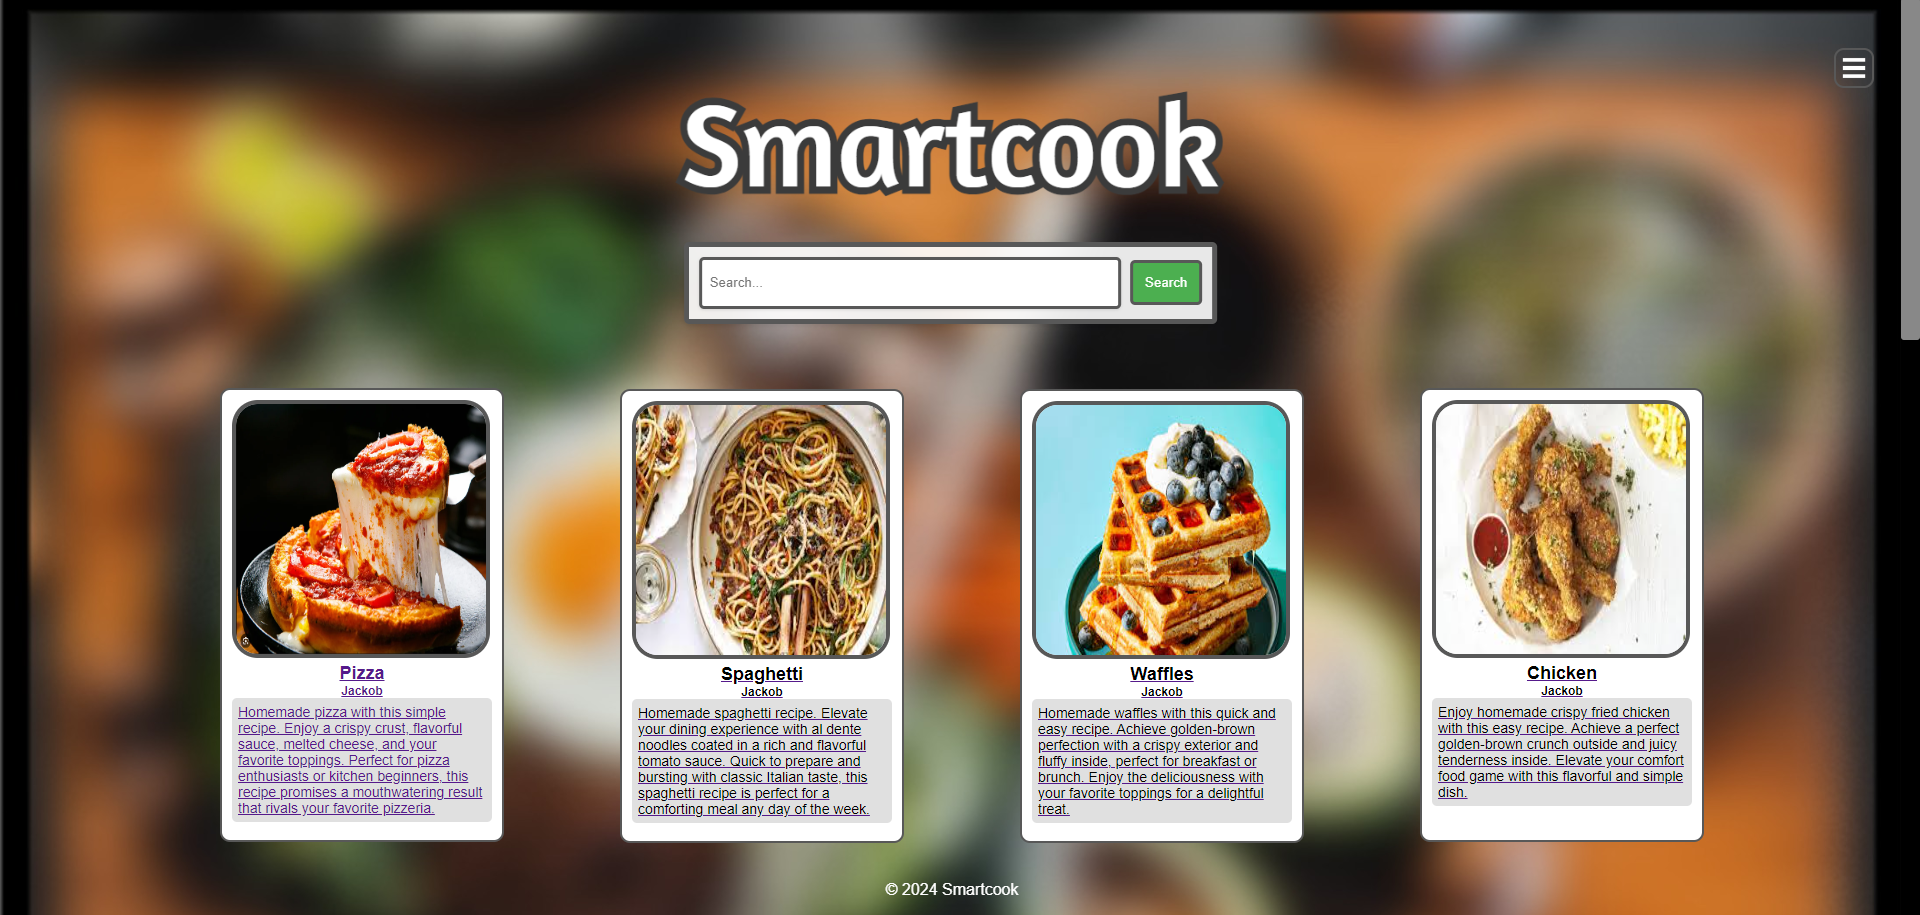 Smartcook
Search...
Search
Pizza
Jackob
Homemade pizza with this simple
recipe. Enjoy a crispy crust, flavorful
sauce, melted cheese, and your
favorite toppings. Perfect for pizza
enthusiasts or kitchen beginners, this
recipe promises a mouthwatering result
that rivals your favorite pizzeria.
Spaghetti
Jackob
Homemade spaghetti recipe. Elevate
your dining experience with al dente
noodles coated in a rich and flavorful
tomato sauce. Quick to prepare and
bursting with classic Italian taste, this
spaghetti recipe is perfect for a
comforting meal any day of the week.
Waffles
Jackob
Homemade waffles with this quick and
easy recipe. Achieve golden-brown
perfection with a crispy exterior and
fluffy inside, perfect for breakfast or
brunch. Enjoy the deliciousness with
your favorite toppings for a delightful
treat.
Chicken
Jackob
Enjoy homemade crispy fried chicken
with this easy recipe. Achieve a perfect
golden-brown crunch outside and juicy
tenderness inside. Elevate your comfort
food game with this flavorful and simple
dish.
© 2024 Smartcook